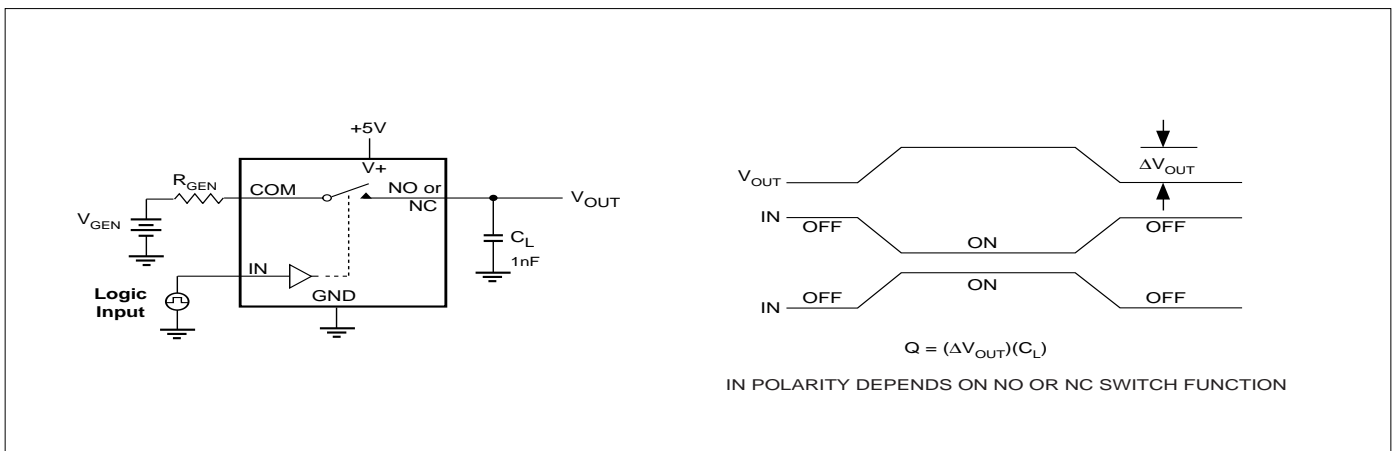 +5V
V+
RGEN
COM
NO or
NC
VOUT
VGEN
CL
1nF
IN
GND
Logic
Input
VOUT
ΔVOUT
IN
OFF
ON
OFF
IN
OFF
ON
OFF
Q = (ΔVOUT)(CL)
IN POLARITY DEPENDS ON NO OR NC SWITCH FUNCTION